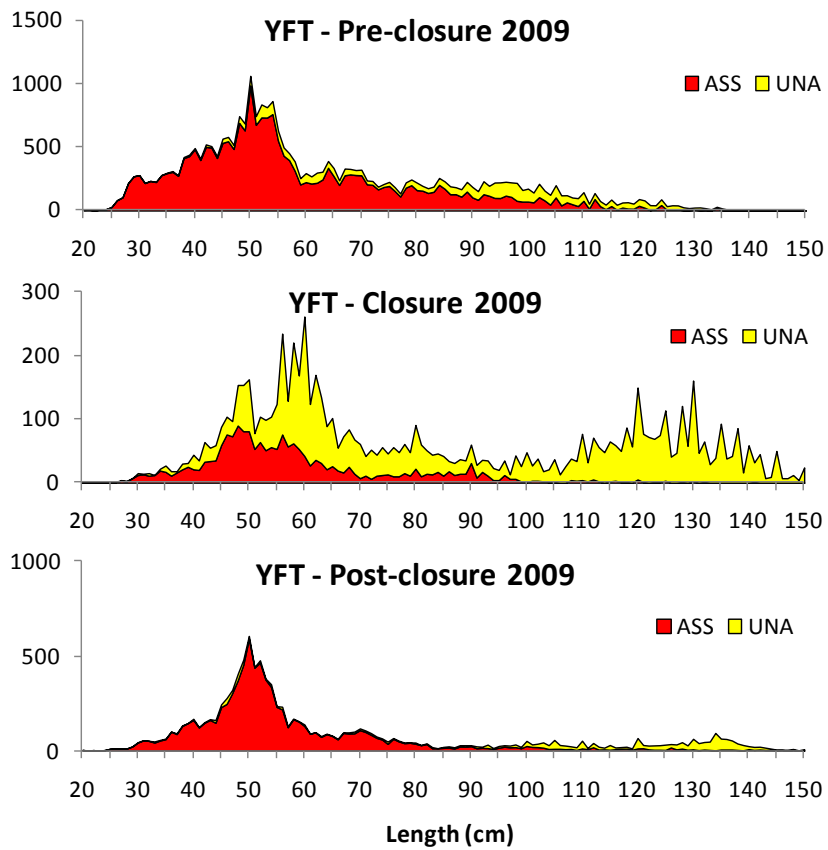 YFT - Pre-closure 2009
ASS UNA
1500
1000
500
0
20 30 40 50 60 70 80 90 100 110 120 130 140 150
YFT - Closure 2009
ASS UNA
300
200
100
0
20 30 40 50 60 70 80 90 100 110 120 130 140 150
YFT - Post-closure 2009
ASS UNA
1000
500
0
20 30 40 50 60 70 80 90 100 110 120 130 140 150
Length (cm)